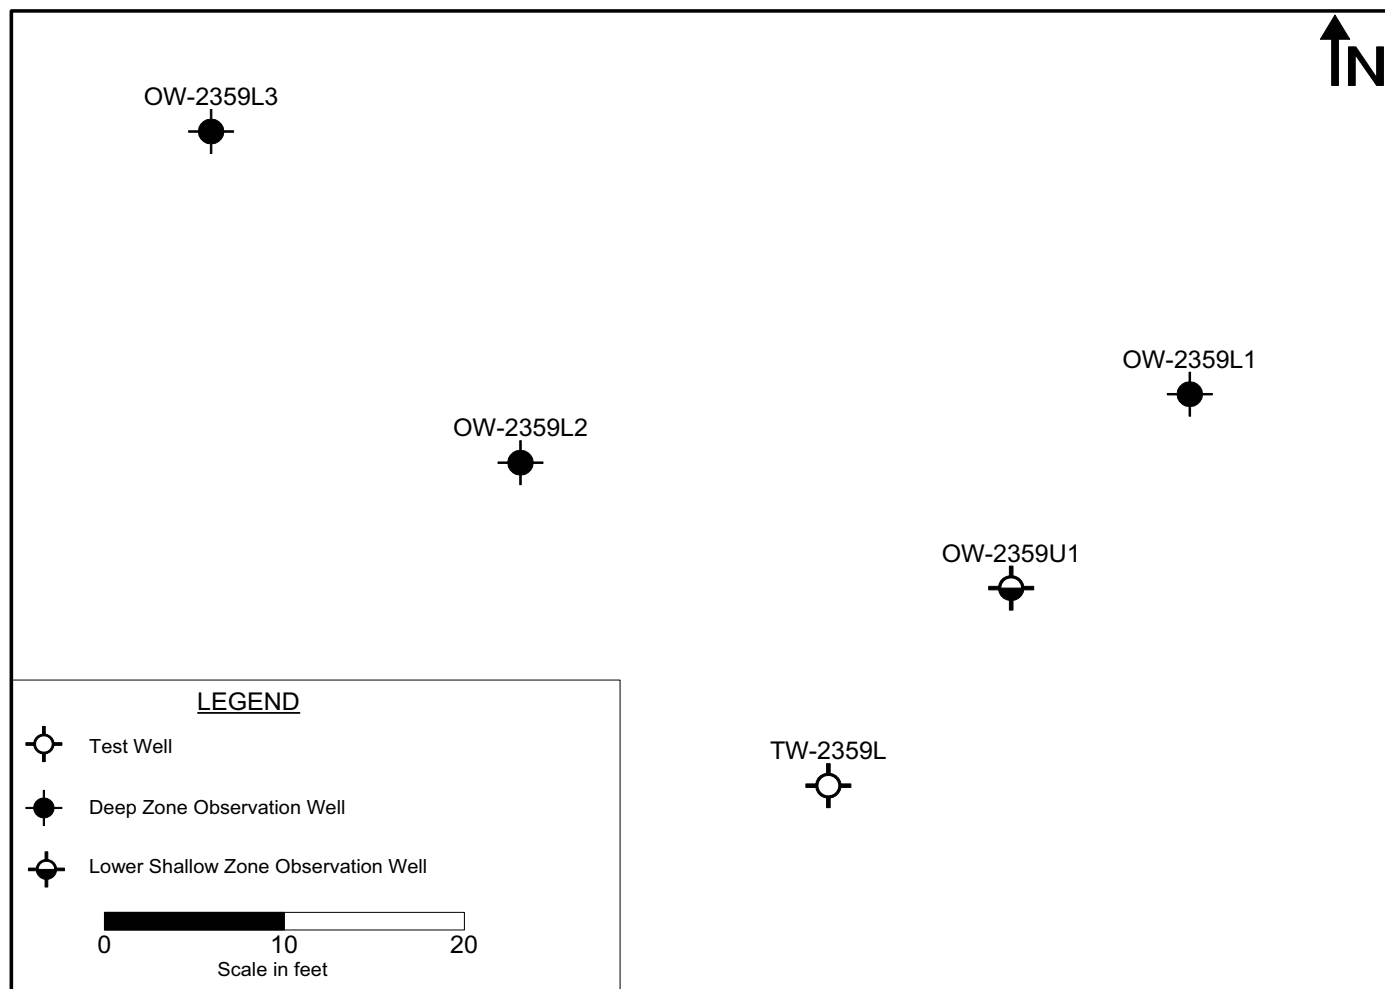 N
OW-2359L3
OW-2359L1
OW-2359L2
OW-2359U1
TW-2359L
LEGEND
Test Well
Deep Zone Observation Well
Lower Shallow Zone Observation Well
0 10 20
Scale in feet